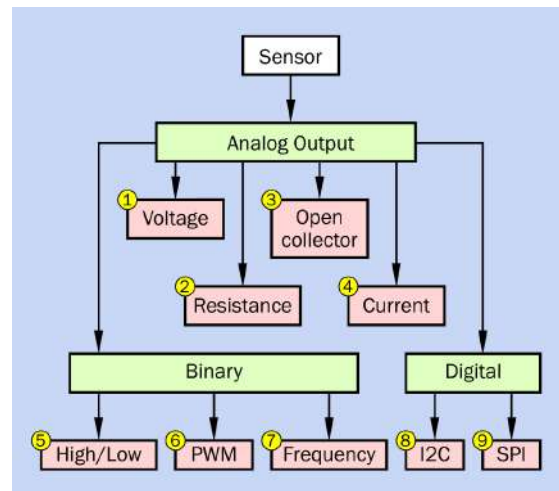 Sensor
Analog Output
1
Voltage
3
Open
collector
2
Resistance
4
Current
Binary
Digital
5
High/Low
6
PWM
7
Frequency
8
I2C
9
SPI